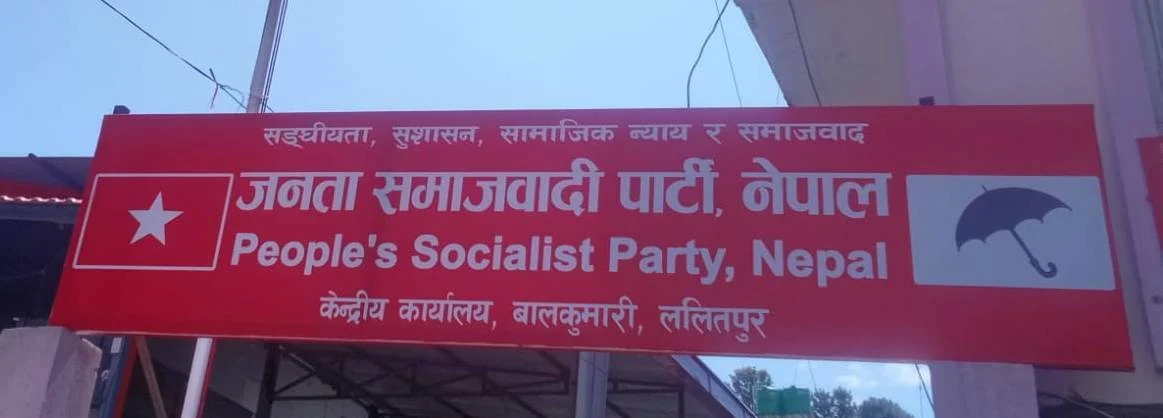 सङ्घीयता, सुशासन, सामाजिक न्याय र समाजवाद
जनता समाजवादी पार्टी, नेपाल
People's Socialist Party, Nepal
केन्द्रीय कार्यालय, बालकुमारी, ललितपुर